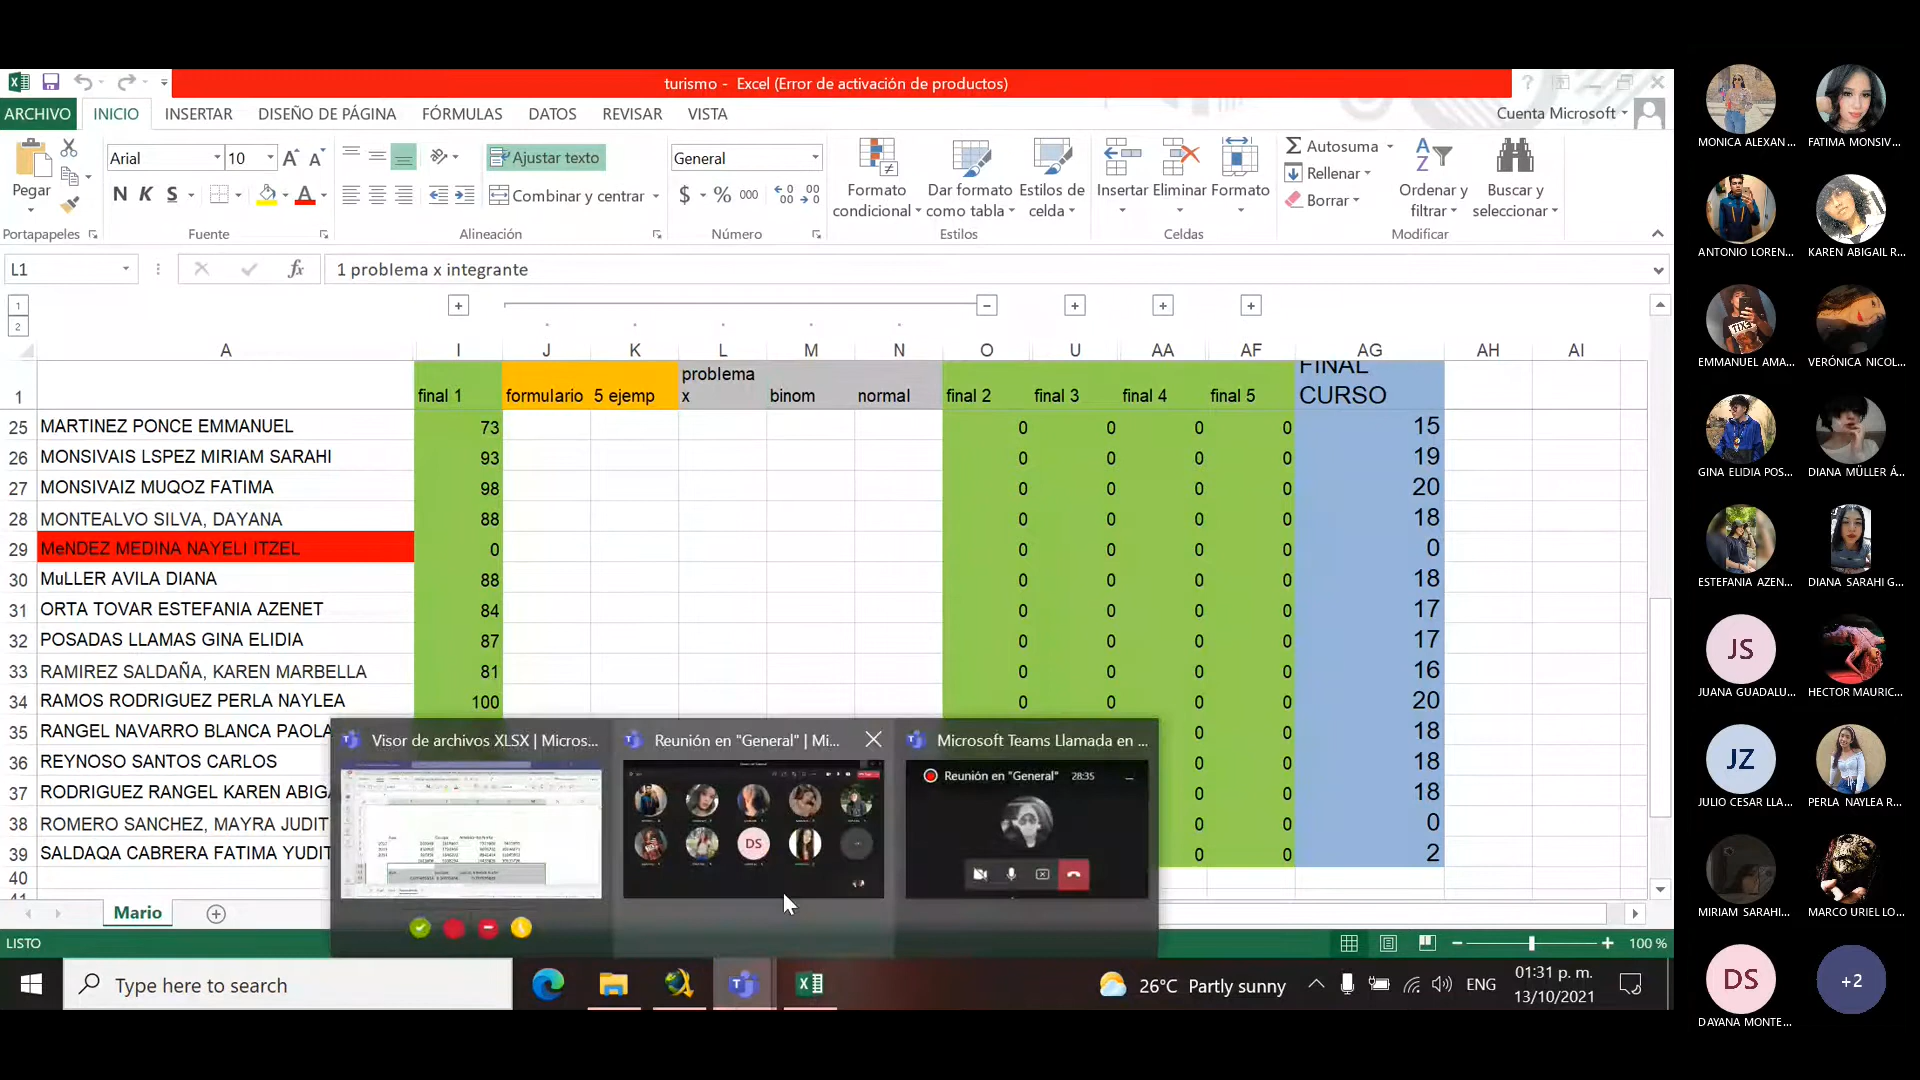 turismo - Excel (Error de activación de productos)
ARCHIVO INICIO INSERTAR DISEÑO DE PÁGINA FÓRMULAS DATOS REVISAR VISTA Cuenta Microsoft
Arial 10 Ajustar texto General Autosuma
Rellenar
Pegar N K S Combinar y centrar $ % 000 Formato condicional Dar formato como tabla Estilos de celda Insertar Eliminar Formato Borrar Ordenar y filtrar Buscar y seleccionar
Portapapeles Fuente Alineación Número Estilos Celdas Modificar
L1 fx 1 problema x integrante
1
2
A I J K L M N O U AA AF AG AH AI
1 final 1 formulario 5 ejemp problema x binom normal final 2 final 3 final 4 final 5 FINAL CURSO
25 MARTINEZ PONCE EMMANUEL 73 0 0 0 0 15
26 MONSIVAIS LSPEZ MIRIAM SARAHI 93 0 0 0 0 19
27 MONSIVAIZ MUQOZ FATIMA 98 0 0 0 0 20
28 MONTEALVO SILVA, DAYANA 88 0 0 0 0 18
29 MeNDEZ MEDINA NAYELI ITZEL 0 0 0 0 0 0
30 MuLLER AVILA DIANA 88 0 0 0 0 18
31 ORTA TOVAR ESTEFANIA AZENET 84 0 0 0 0 17
32 POSADAS LLAMAS GINA ELIDIA 87 0 0 0 0 17
33 RAMIREZ SALDAÑA, KAREN MARBELLA 81 0 0 0 0 16
34 RAMOS RODRIGUEZ PERLA NAYLEA 100 0 0 0 0 20
35 RANGEL NAVARRO BLANCA PAOLA 0 0 18
36 REYNOSO SANTOS CARLOS 0 0 18
37 RODRIGUEZ RANGEL KAREN ABIGA 0 0 18
38 ROMERO SANCHEZ, MAYRA JUDIT 0 0 0
39 SALDAQA CABRERA FATIMA YUDIT 0 0 2
40
Visor de archivos XLSX | Micros...
Reunión en "General" | Mi...
DS
Microsoft Teams Llamada en ...
Reunión en "General" 28:35
Mario
LISTO 100 %
Type here to search 26°C Partly sunny ENG 01:31 p. m.
13/10/2021
MONICA ALEXAN... FATIMA MONSIV...
ANTONIO LOREN... KAREN ABIGAIL R...
EMMANUEL AMA... VERÓNICA NICOL...
GINA ELIDIA POS... DIANA MÜLLER Á...
ESTEFANIA AZEN... DIANA SARAHI G...
JS
JUANA GUADALU... HECTOR MAURIC...
JZ
JULIO CESAR LLA... PERLA NAYLEA R...
MIRIAM SARAHI... MARCO URIEL LO...
DS +2
DAYANA MONTE...